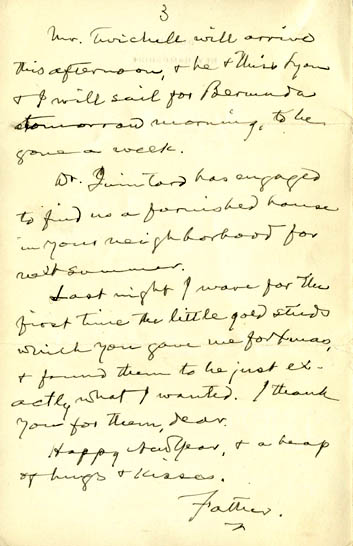 3
Mr. Twichell will arrive
this afternoon, & he & Miss Lyon
& I will sail for Bermuda
tomorrow morning, to be
gone a week.
Dr. Quintard has engaged
to find us a furnished house
in your neighborhood for
next summer.
Last night I wore for the
first time the little gold studs
which you gave me for Xmas,
& found them to be just ex-
actly what I wanted. I thank
you for them, dear.
Happy New Year, & a heap
of hugs & kisses.
Father.